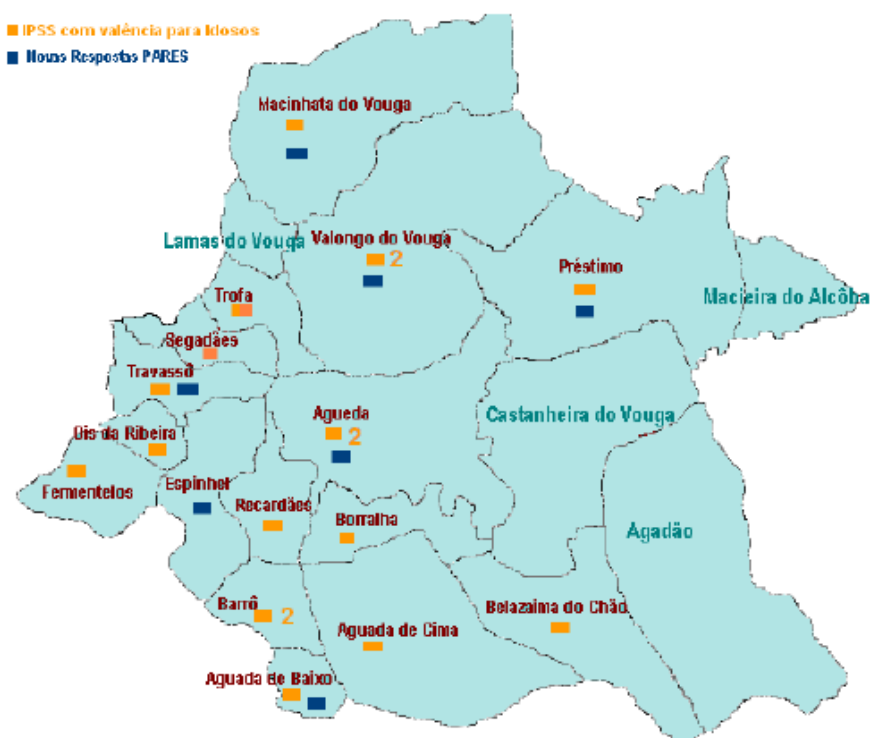 IPSS com valência para Idosos
Novas Respostas PARES
Macinhata do Vouga
Lamas do Vouga
Valongo do Vouga
2
Préstimo
Macieira do Alcôba
Trofa
Segadães
Travassô
Águeda
2
Castanheira do Vouga
Ois da Ribeira
Fermentelos
Espinhel
Recardães
Borralha
Agadão
Barrô
2
Aguada de Cima
Belazaima do Chão
Aguada de Baixo